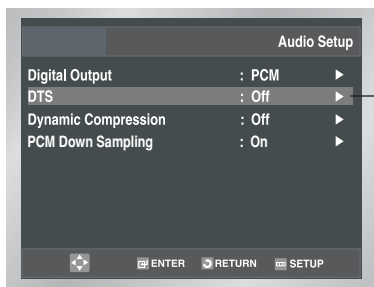 Audio Setup
Digital Output : PCM
DTS : Off
Dynamic Compression : Off
PCM Down Sampling : On
ENTER RETURN SETUP